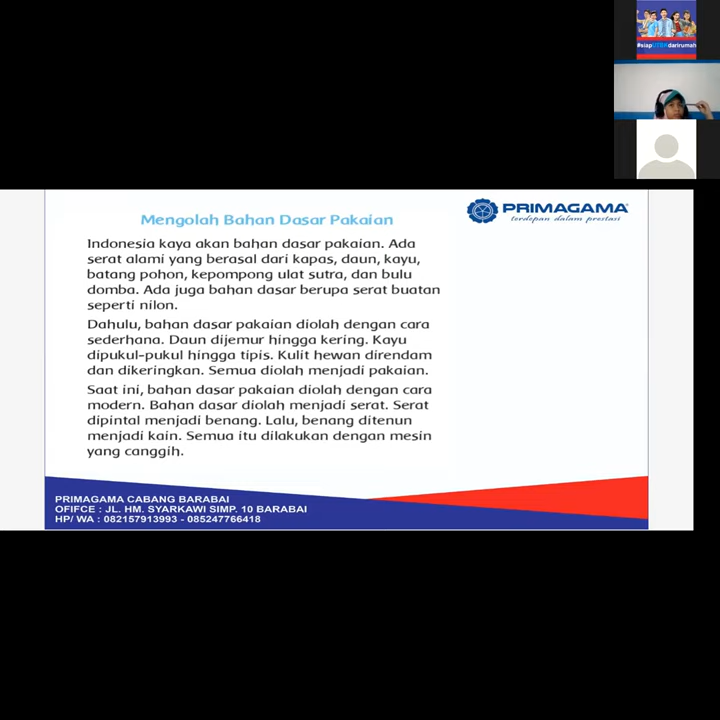 #siapUTBKdarirumah
Mengolah Bahan Dasar Pakaian
PRIMAGAMA
terdepan dalam prestasi
Indonesia kaya akan bahan dasar pakaian. Ada
serat alami yang berasal dari kapas, daun, kayu,
batang pohon, kepompong ulat sutra, dan bulu
domba. Ada juga bahan dasar berupa serat buatan
seperti nilon.
Dahulu, bahan dasar pakaian diolah dengan cara
sederhana. Daun dijemur hingga kering. Kayu
dipukul-pukul hingga tipis. Kulit hewan direndam
dan dikeringkan. Semua diolah menjadi pakaian.
Saat ini, bahan dasar pakaian diolah dengan cara
modern. Bahan dasar diolah menjadi serat. Serat
dipintal menjadi benang. Lalu, benang ditenun
menjadi kain. Semua itu dilakukan dengan mesin
yang canggih.
PRIMAGAMA CABANG BARABAI
OFIFCE : JL. HM. SYARKAWI SIMP. 10 BARABAI
HP/ WA : 082157913993 - 085247766418